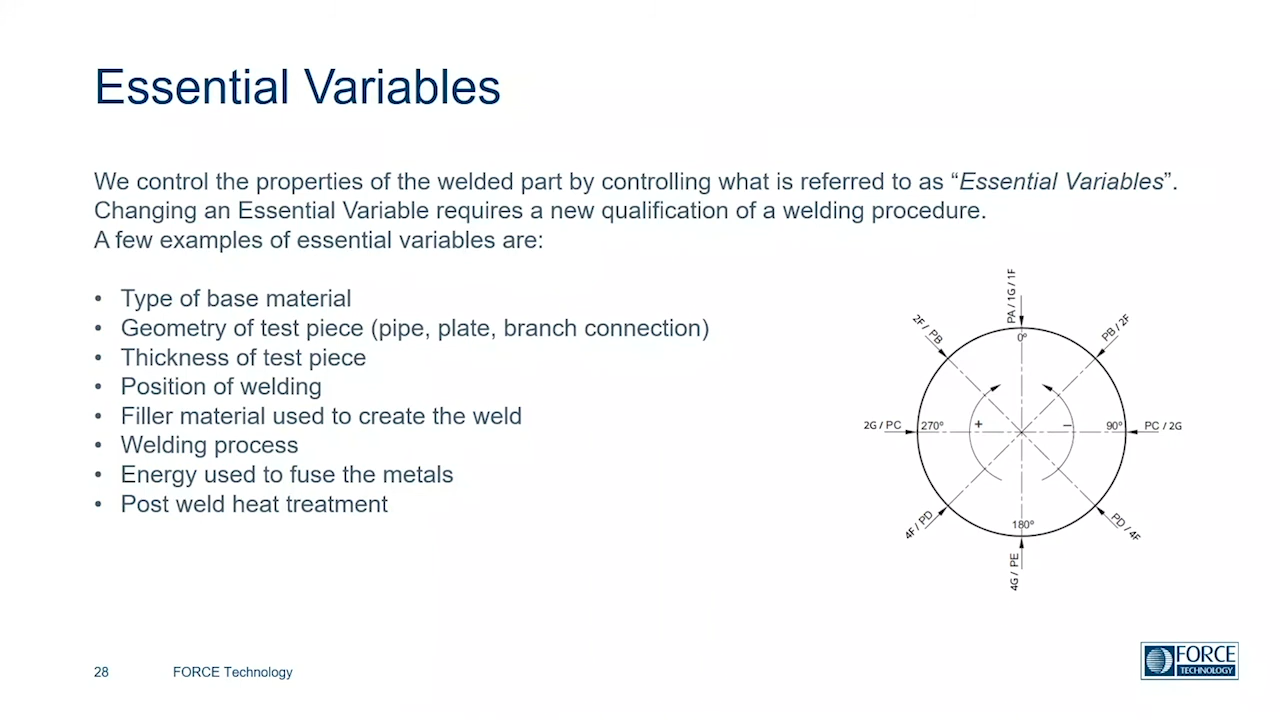 Essential Variables
We control the properties of the welded part by controlling what is referred to as “Essential Variables”.
Changing an Essential Variable requires a new qualification of a welding procedure.
A few examples of essential variables are:
• Type of base material
• Geometry of test piece (pipe, plate, branch connection)
• Thickness of test piece
• Position of welding
• Filler material used to create the weld
• Welding process
• Energy used to fuse the metals
• Post weld heat treatment
PA / 1G / 1F
2F / PB
PB / 2F
0º
2G / PC
270º
+
−
90º
PC / 2G
4F / PD
180º
PD / 4F
4G / PE
28
FORCE Technology
FORCE
TECHNOLOGY